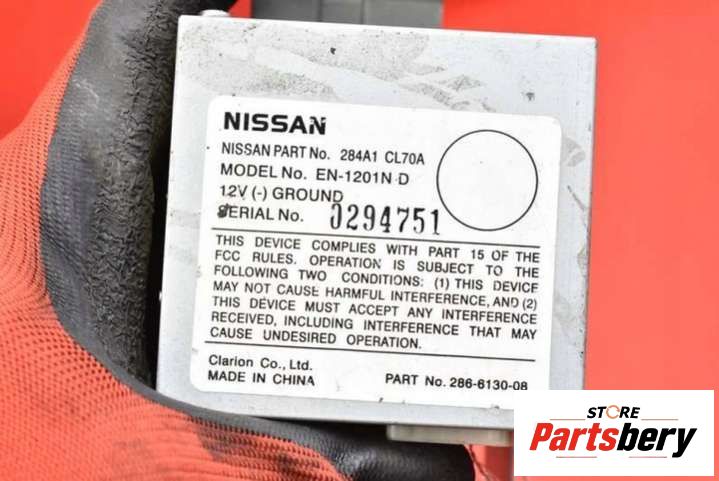 NISSAN
NISSAN PART No. 284A1 CL70A
MODEL No. EN-1201N D
12V (-) GROUND
SERIAL No. 0294751
THIS DEVICE COMPLIES WITH PART 15 OF THE
FCC RULES. OPERATION IS SUBJECT TO THE
FOLLOWING TWO CONDITIONS: (1) THIS DEVICE
MAY NOT CAUSE HARMFUL INTERFERENCE, AND (2)
THIS DEVICE MUST ACCEPT ANY INTERFERENCE
RECEIVED, INCLUDING INTERFERENCE THAT MAY
CAUSE UNDESIRED OPERATION.
Clarion Co., Ltd.
MADE IN CHINA PART No. 286-6130-08
STORE
Partsbery